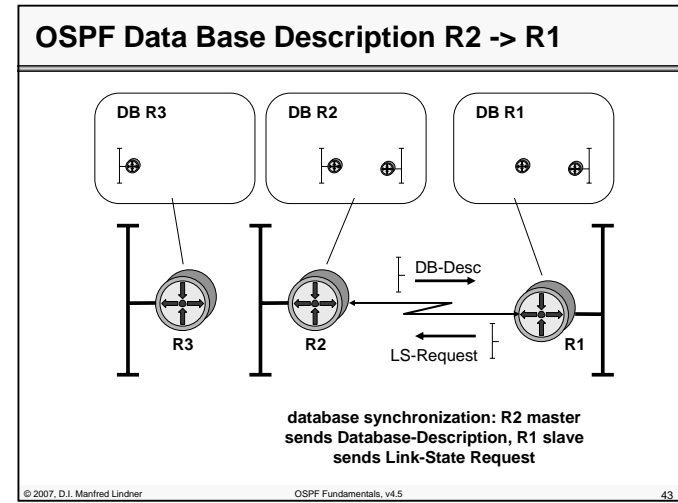 OSPF Data Base Description R2 -> R1
DB R3
DB R2
DB R1
DB-Desc
R3
R2
LS-Request
R1
database synchronization: R2 master
sends Database-Description, R1 slave
sends Link-State Request
© 2007, D.I. Manfred Lindner
OSPF Fundamentals, v4.5
43